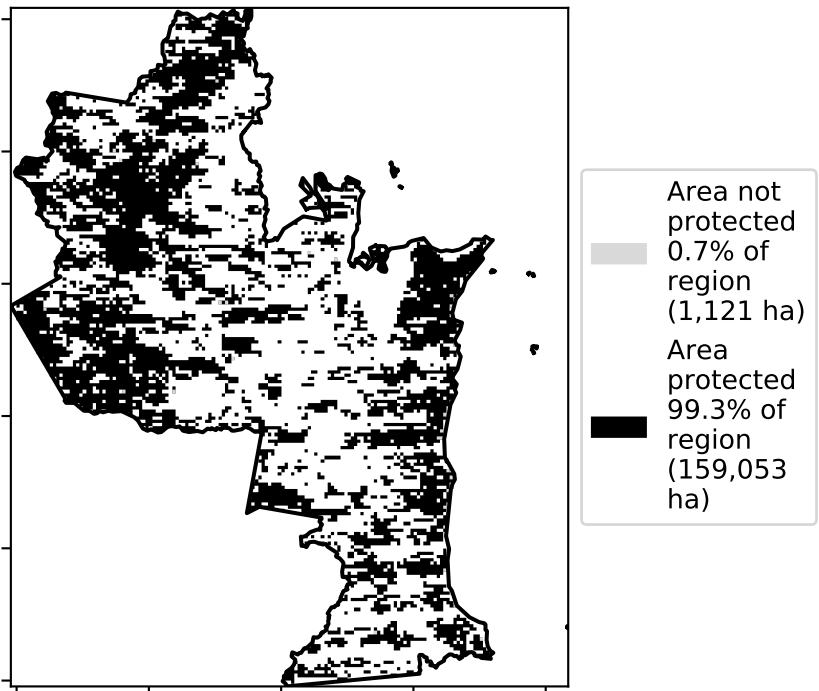 Area not
protected
0.7% of
region
(1,121 ha)
Area
protected
99.3% of
region
(159,053
ha)